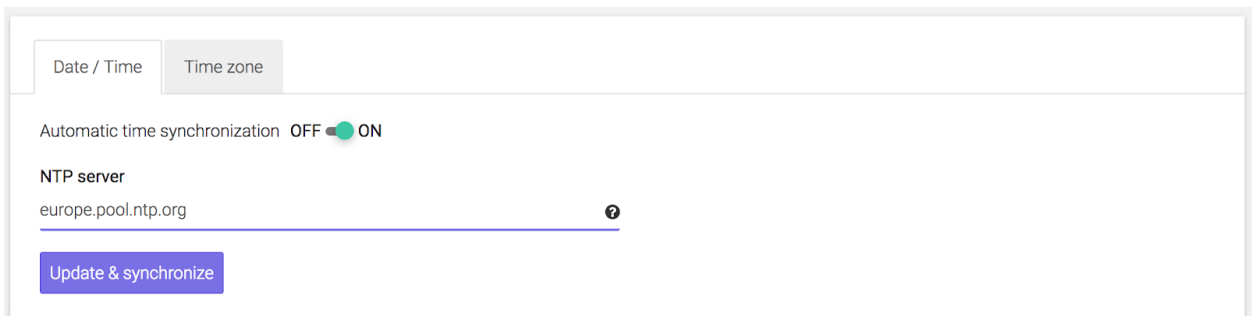 Date / Time Time zone
Automatic time synchronization OFF ON
NTP server
europe.pool.ntp.org ?
Update & synchronize